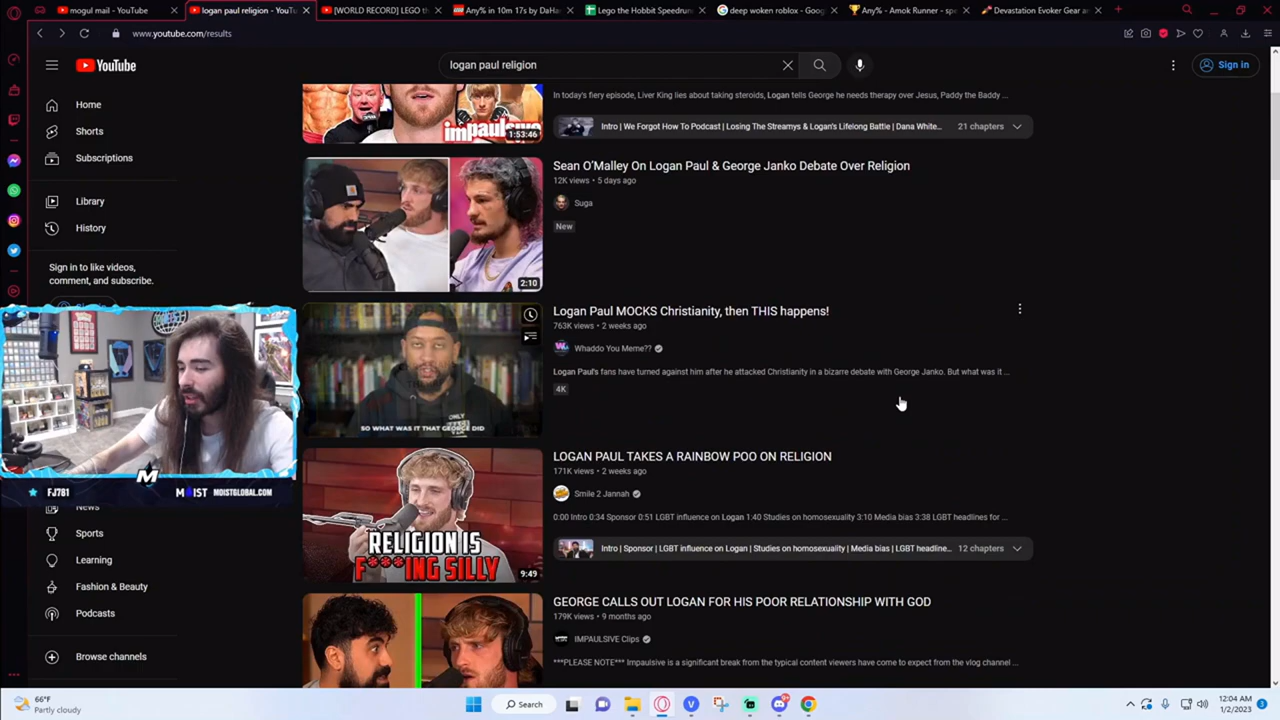 mogul mail - YouTube
logan paul religion - YouT
[WORLD RECORD] LEGO th
Any% in 10m 17s by DaHar
Lego the Hobbit Speedrun
deep woken roblox - Goog
Any% - Amok Runner - spe
Devastation Evoker Gear a
www.youtube.com/results
YouTube
logan paul religion
Sign in
Home
Shorts
Subscriptions
Library
History
Sign in to like videos,
comment, and subscribe.
News
Sports
Learning
Fashion & Beauty
Podcasts
Browse channels
impaulsive
1:53:46
In today's fiery episode, Liver King lies about taking steroids, Logan tells George he needs therapy over Jesus, Paddy the Baddy ...
Intro | We Forgot How To Podcast | Losing The Streamys & Logan's Lifelong Battle | Dana White...
21 chapters
Sean O'Malley On Logan Paul & George Janko Debate Over Religion
12K views • 5 days ago
Suga
New
2:10
Logan Paul MOCKS Christianity, then THIS happens!
763K views • 2 weeks ago
Whaddo You Meme??
Logan Paul's fans have turned against him after he attacked Christianity in a bizarre debate with George Janko. But what was it ...
4K
SO WHAT WAS IT THAT GEORGE DID
LOGAN PAUL TAKES A RAINBOW POO ON RELIGION
171K views • 2 weeks ago
Smile 2 Jannah
0:00 Intro 0:34 Sponsor 0:51 LGBT influence on Logan 1:40 Studies on homosexuality 3:10 Media bias 3:38 LGBT headlines for ...
Intro | Sponsor | LGBT influence on Logan | Studies on homosexuality | Media bias | LGBT headline...
12 chapters
RELIGION IS
F***ING SILLY
9:49
GEORGE CALLS OUT LOGAN FOR HIS POOR RELATIONSHIP WITH GOD
179K views • 9 months ago
IMPAULSIVE Clips
***PLEASE NOTE*** Impaulsive is a significant break from the typical content viewers have come to expect from the vlog channel ...
M
FJ781
MOIST MOISTGLOBAL.COM
66°F
Partly cloudy
Search
12:04 AM
1/2/2023